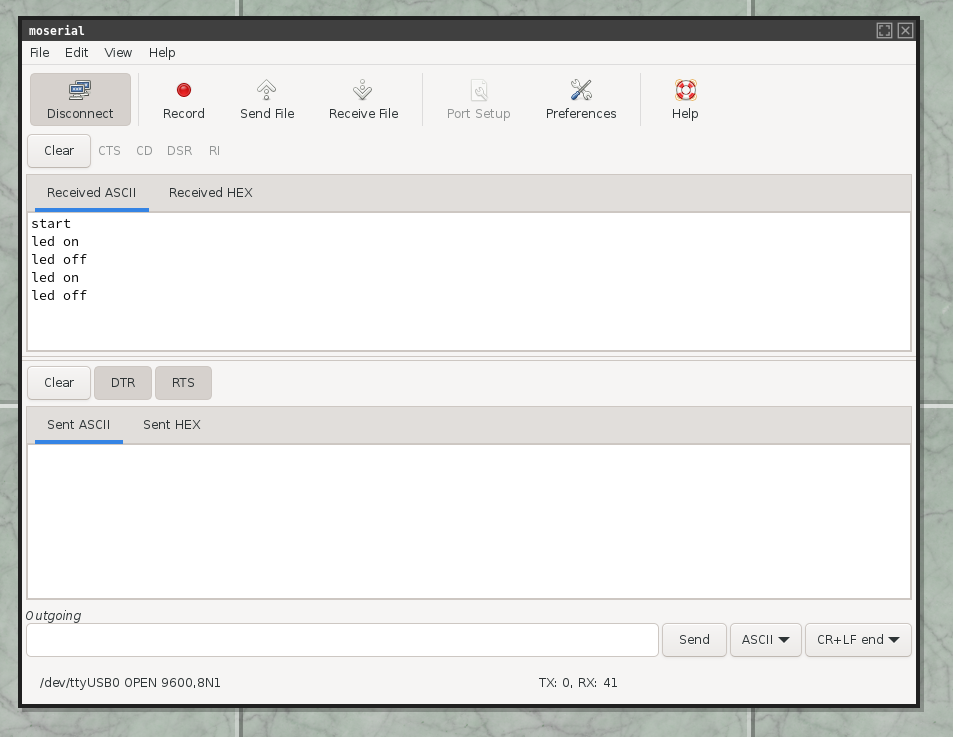 moserial
File Edit View Help
Disconnect Record Send File Receive File Port Setup Preferences Help
Clear CTS CD DSR RI
Received ASCII Received HEX
start
led on
led off
led on
led off
Clear DTR RTS
Sent ASCII Sent HEX
Outgoing
Send ASCII CR+LF end
/dev/ttyUSB0 OPEN 9600,8N1 TX: 0, RX: 41